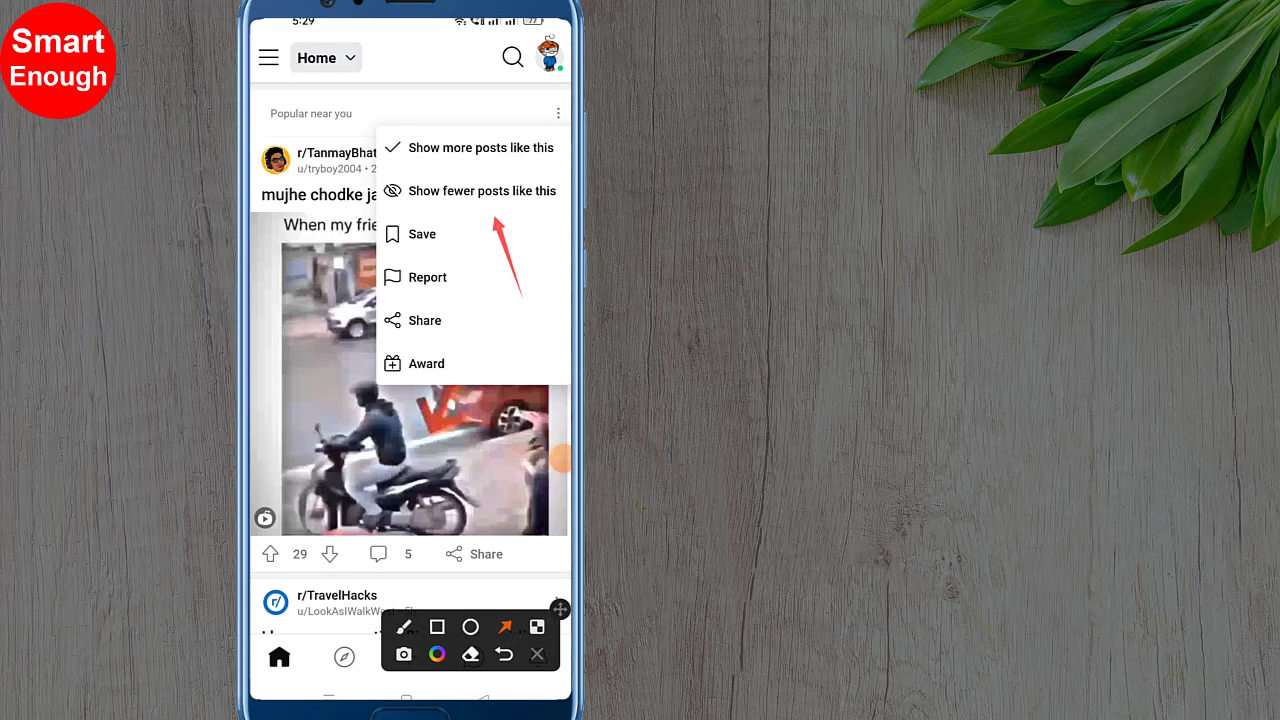 Smart
Enough
5:29
77
Home
Popular near you
r/TanmayBhat
u/tryboy2004 • 2
mujhe chodke ja
When my frie
Show more posts like this
Show fewer posts like this
Save
Report
Share
Award
29
5
Share
r/TravelHacks